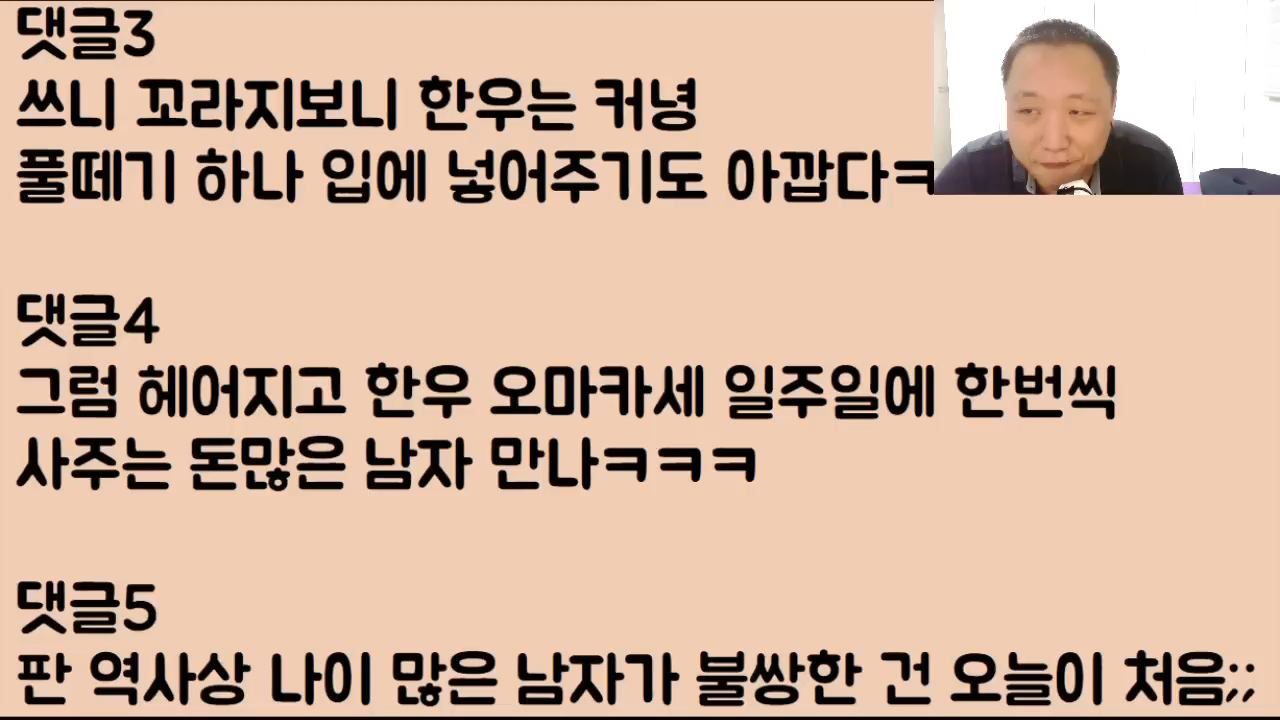 댓글3
쓰니 꼬라지보니 한우는 커녕
풀떼기 하나 입에 넣어주기도 아깝다ㅋ
댓글4
그럼 헤어지고 한우 오마카세 일주일에 한번씩
사주는 돈많은 남자 만나ㅋㅋㅋ
댓글5
판 역사상 나이 많은 남자가 불쌍한 건 오늘이 처음;;